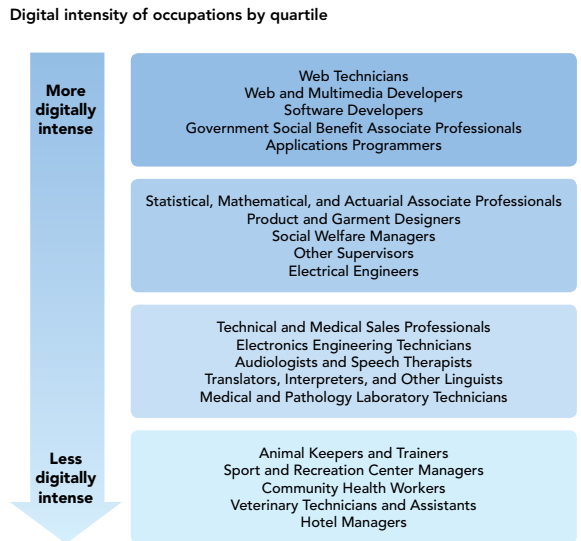 Digital intensity of occupations by quartile
More
digitally
intense
Web Technicians
Web and Multimedia Developers
Software Developers
Government Social Benefit Associate Professionals
Applications Programmers
Statistical, Mathematical, and Actuarial Associate Professionals
Product and Garment Designers
Social Welfare Managers
Other Supervisors
Electrical Engineers
Technical and Medical Sales Professionals
Electronics Engineering Technicians
Audiologists and Speech Therapists
Translators, Interpreters, and Other Linguists
Medical and Pathology Laboratory Technicians
Less
digitally
intense
Animal Keepers and Trainers
Sport and Recreation Center Managers
Community Health Workers
Veterinary Technicians and Assistants
Hotel Managers